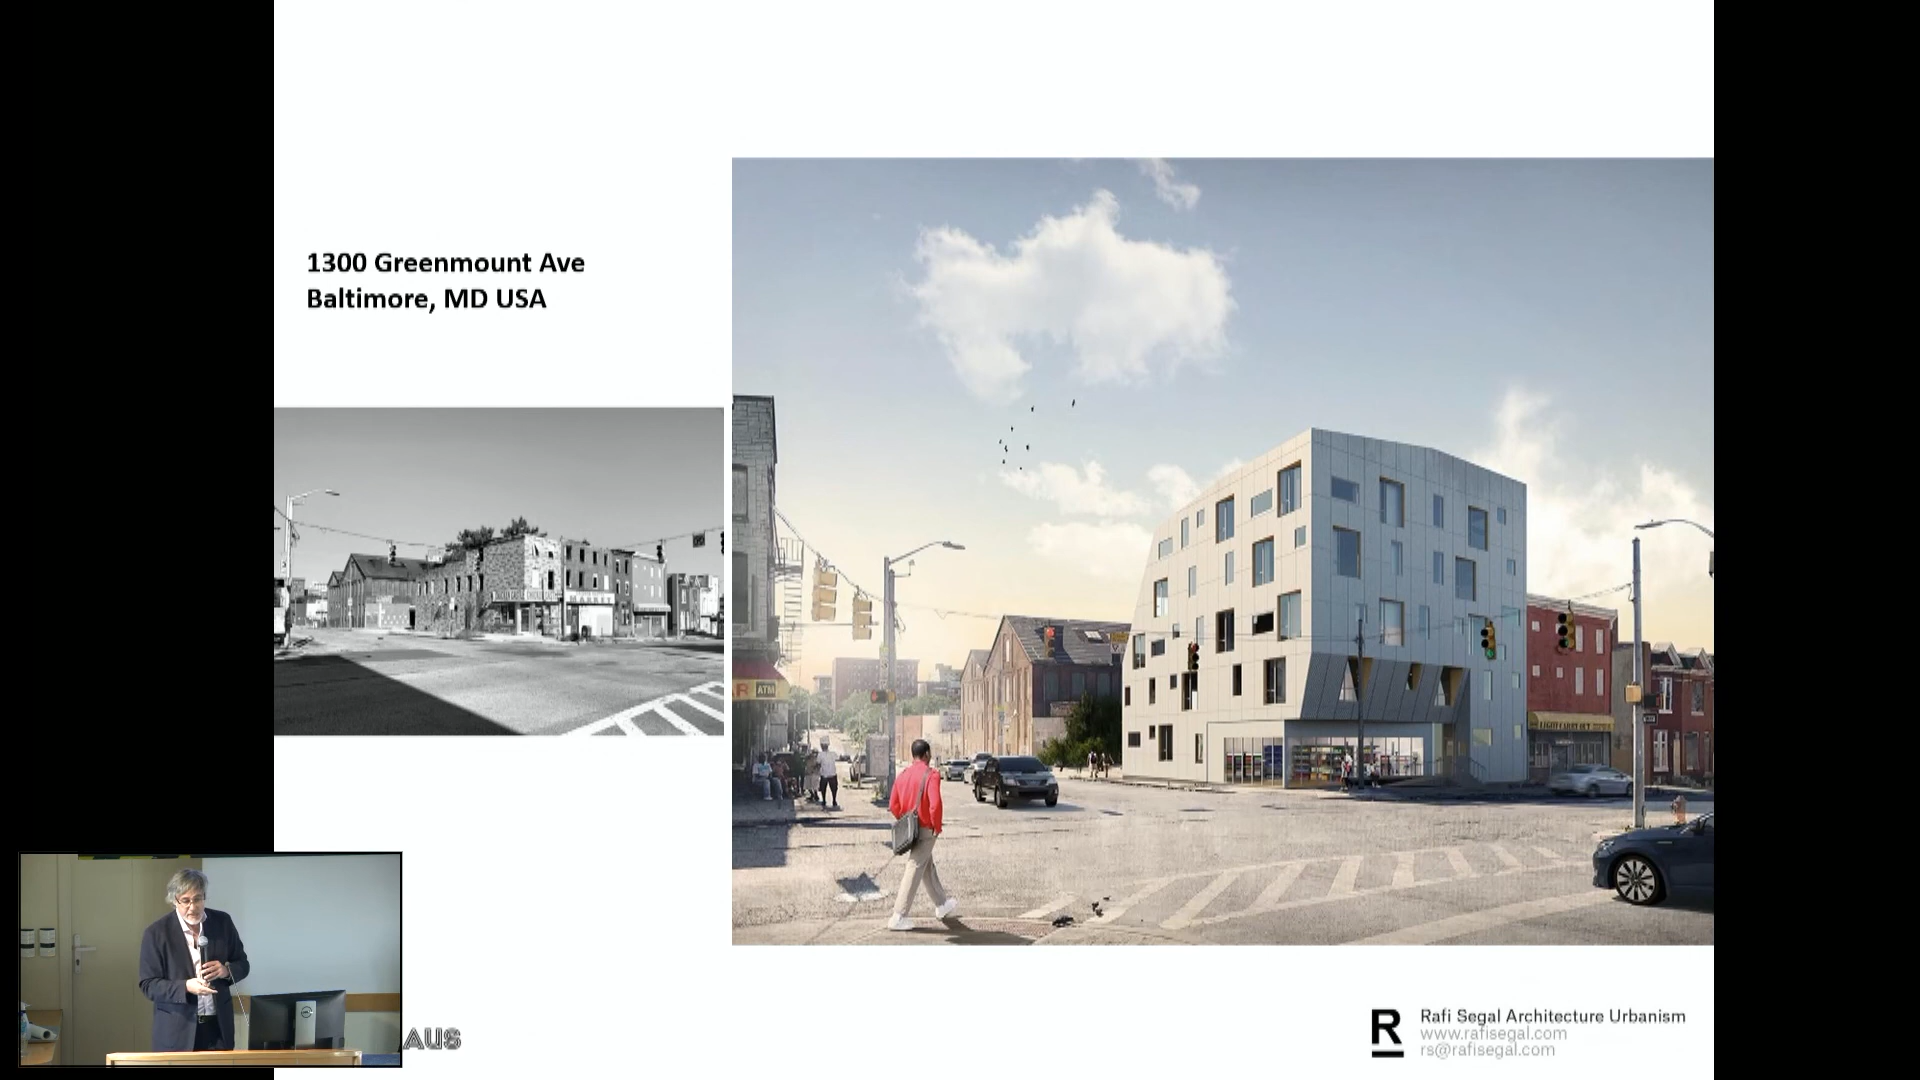 1300 Greenmount Ave
Baltimore, MD USA
ATM
AUS
R
Rafi Segal Architecture Urbanism
www.rafisegal.com
rs@rafisegal.com